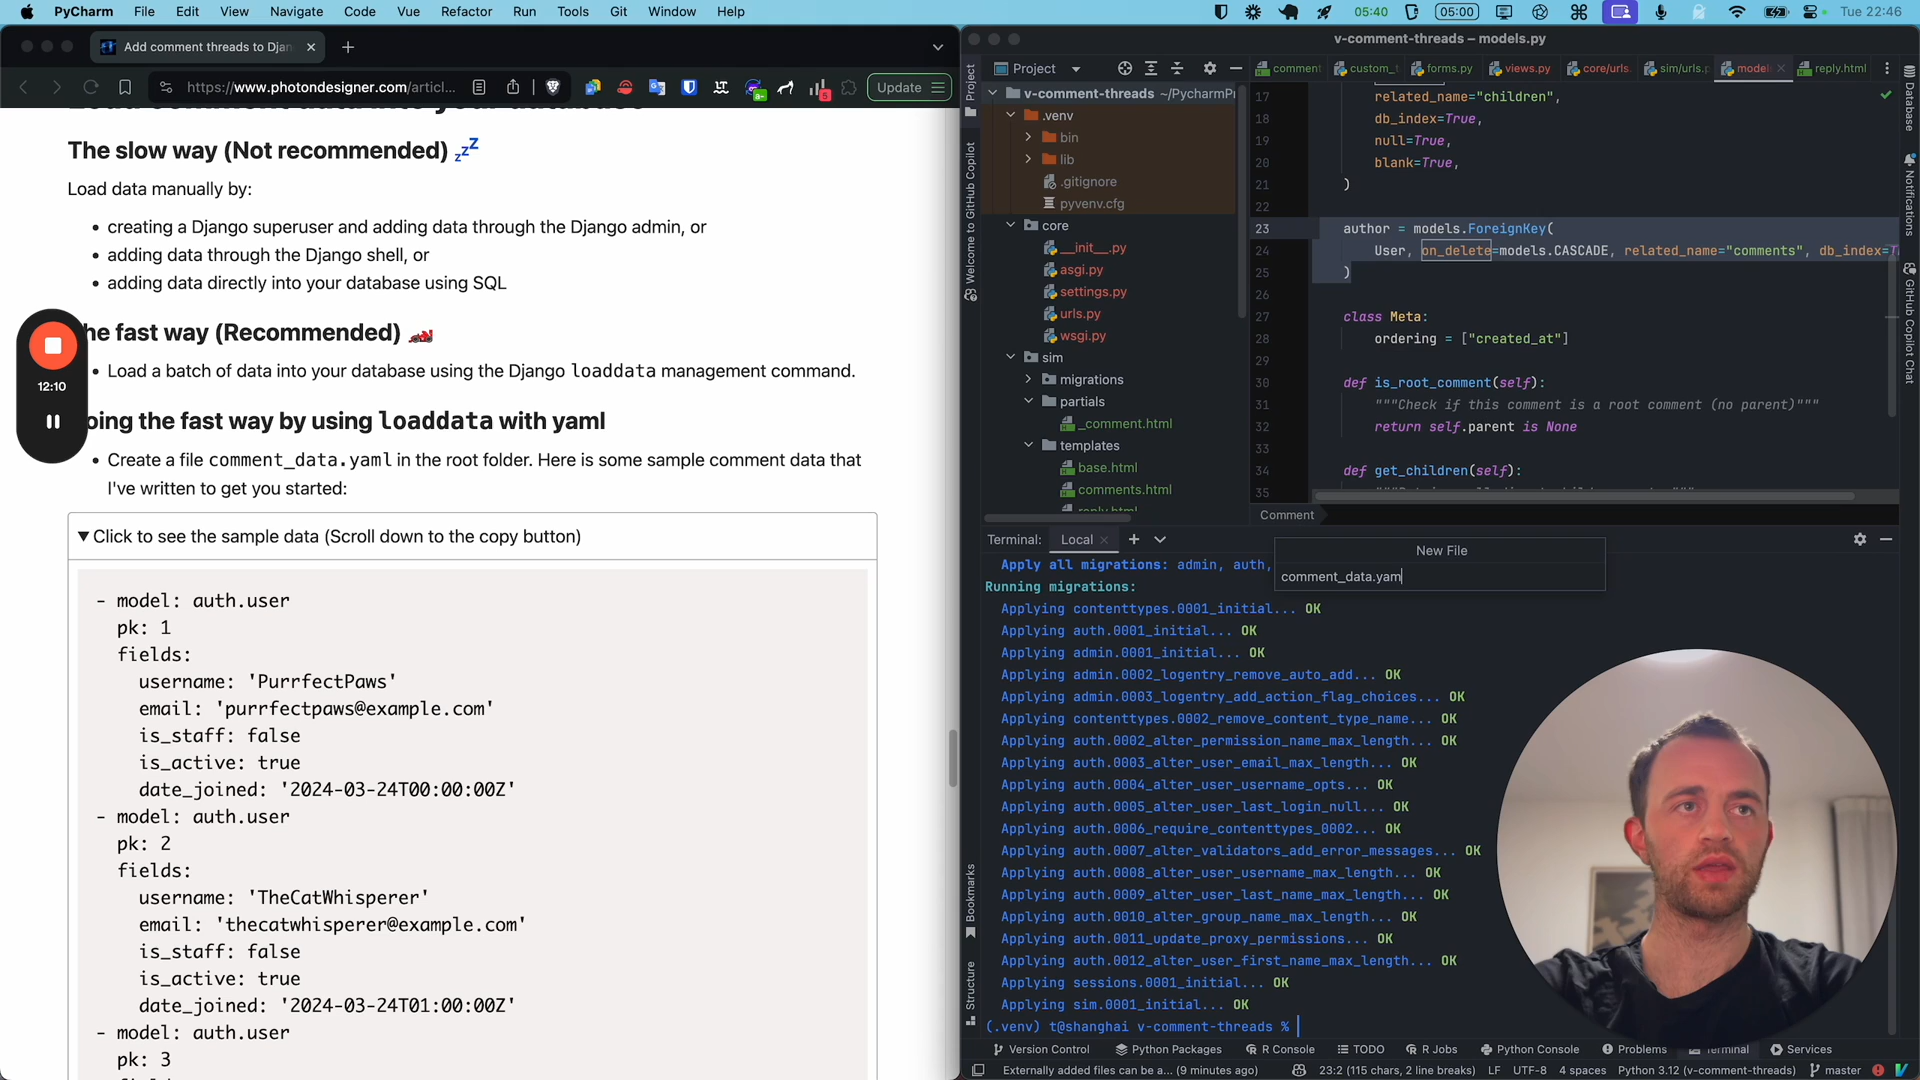 PyCharm File Edit View Navigate Code Vue Refactor Run Tools Git Window Help
05:40 05:00 Tue 22:46
Add comment threads to Djan
https://www.photondesigner.com/articl... Update
The slow way (Not recommended) 💤
Load data manually by:
• creating a Django superuser and adding data through the Django admin, or
• adding data through the Django shell, or
• adding data directly into your database using SQL
he fast way (Recommended) 🏎️
• Load a batch of data into your database using the Django loaddata management command.
oing the fast way by using loaddata with yaml
• Create a file comment_data.yaml in the root folder. Here is some sample comment data that
I've written to get you started:
▼ Click to see the sample data (Scroll down to the copy button)
- model: auth.user
pk: 1
fields:
username: 'PurrfectPaws'
email: 'purrfectpaws@example.com'
is_staff: false
is_active: true
date_joined: '2024-03-24T00:00:00Z'
- model: auth.user
pk: 2
fields:
username: 'TheCatWhisperer'
email: 'thecatwhisperer@example.com'
is_staff: false
is_active: true
date_joined: '2024-03-24T01:00:00Z'
- model: auth.user
pk: 3
12:10
v-comment-threads – models.py
Project
comment custom_t forms.py views.py core/urls. sim/urls.p model reply.html
Project
Welcome to GitHub Copilot
Bookmarks
Structure
v-comment-threads ~/PycharmPr
.venv
bin
lib
.gitignore
pyvenv.cfg
core
__init__.py
asgi.py
settings.py
urls.py
wsgi.py
sim
migrations
partials
_comment.html
templates
base.html
comments.html
reply.html
17 related_name="children",
18 db_index=True,
19 null=True,
20 blank=True,
21 )
22
23 author = models.ForeignKey(
24 User, on_delete=models.CASCADE, related_name="comments", db_index=T
25 )
26
27 class Meta:
28 ordering = ["created_at"]
29
30 def is_root_comment(self):
31 """Check if this comment is a root comment (no parent)"""
32 return self.parent is None
33
34 def get_children(self):
35
Comment
Database
Notifications
GitHub Copilot Chat
Terminal: Local
New File
comment_data.yam
Apply all migrations: admin, auth,
Running migrations:
Applying contenttypes.0001_initial... OK
Applying auth.0001_initial... OK
Applying admin.0001_initial... OK
Applying admin.0002_logentry_remove_auto_add... OK
Applying admin.0003_logentry_add_action_flag_choices... OK
Applying contenttypes.0002_remove_content_type_name... OK
Applying auth.0002_alter_permission_name_max_length... OK
Applying auth.0003_alter_user_email_max_length... OK
Applying auth.0004_alter_user_username_opts... OK
Applying auth.0005_alter_user_last_login_null... OK
Applying auth.0006_require_contenttypes_0002... OK
Applying auth.0007_alter_validators_add_error_messages... OK
Applying auth.0008_alter_user_username_max_length... OK
Applying auth.0009_alter_user_last_name_max_length... OK
Applying auth.0010_alter_group_name_max_length... OK
Applying auth.0011_update_proxy_permissions... OK
Applying auth.0012_alter_user_first_name_max_length... OK
Applying sessions.0001_initial... OK
Applying sim.0001_initial... OK
(.venv) t@shanghai v-comment-threads %
Version Control Python Packages R Console TODO R Jobs Python Console Problems Terminal Services
Externally added files can be a... (9 minutes ago) 23:2 (115 chars, 2 line breaks) LF UTF-8 4 spaces Python 3.12 (v-comment-threads) master